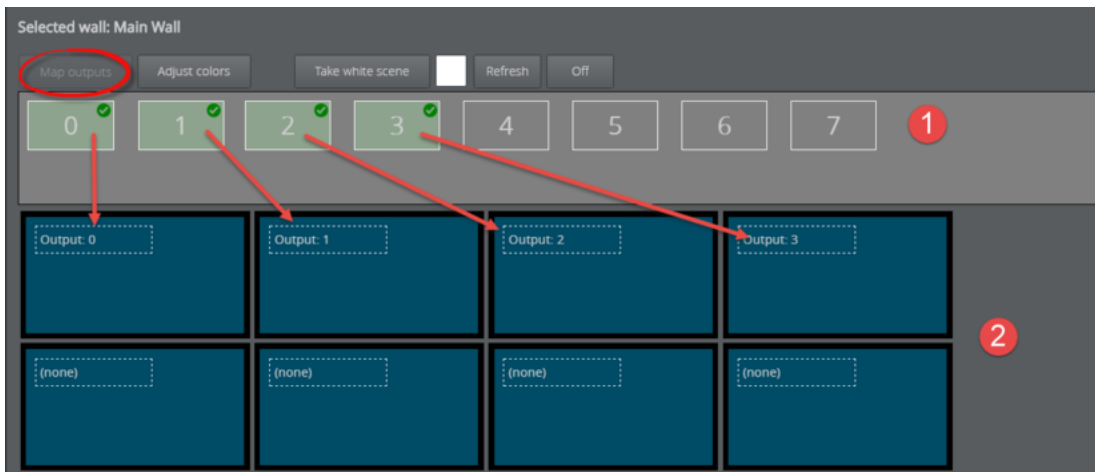 Selected wall: Main Wall
Map outputs Adjust colors Take white scene Refresh Off
0 1 2 3 4 5 6 7 1
Output: 0 Output: 1 Output: 2 Output: 3
2
(none) (none) (none) (none)